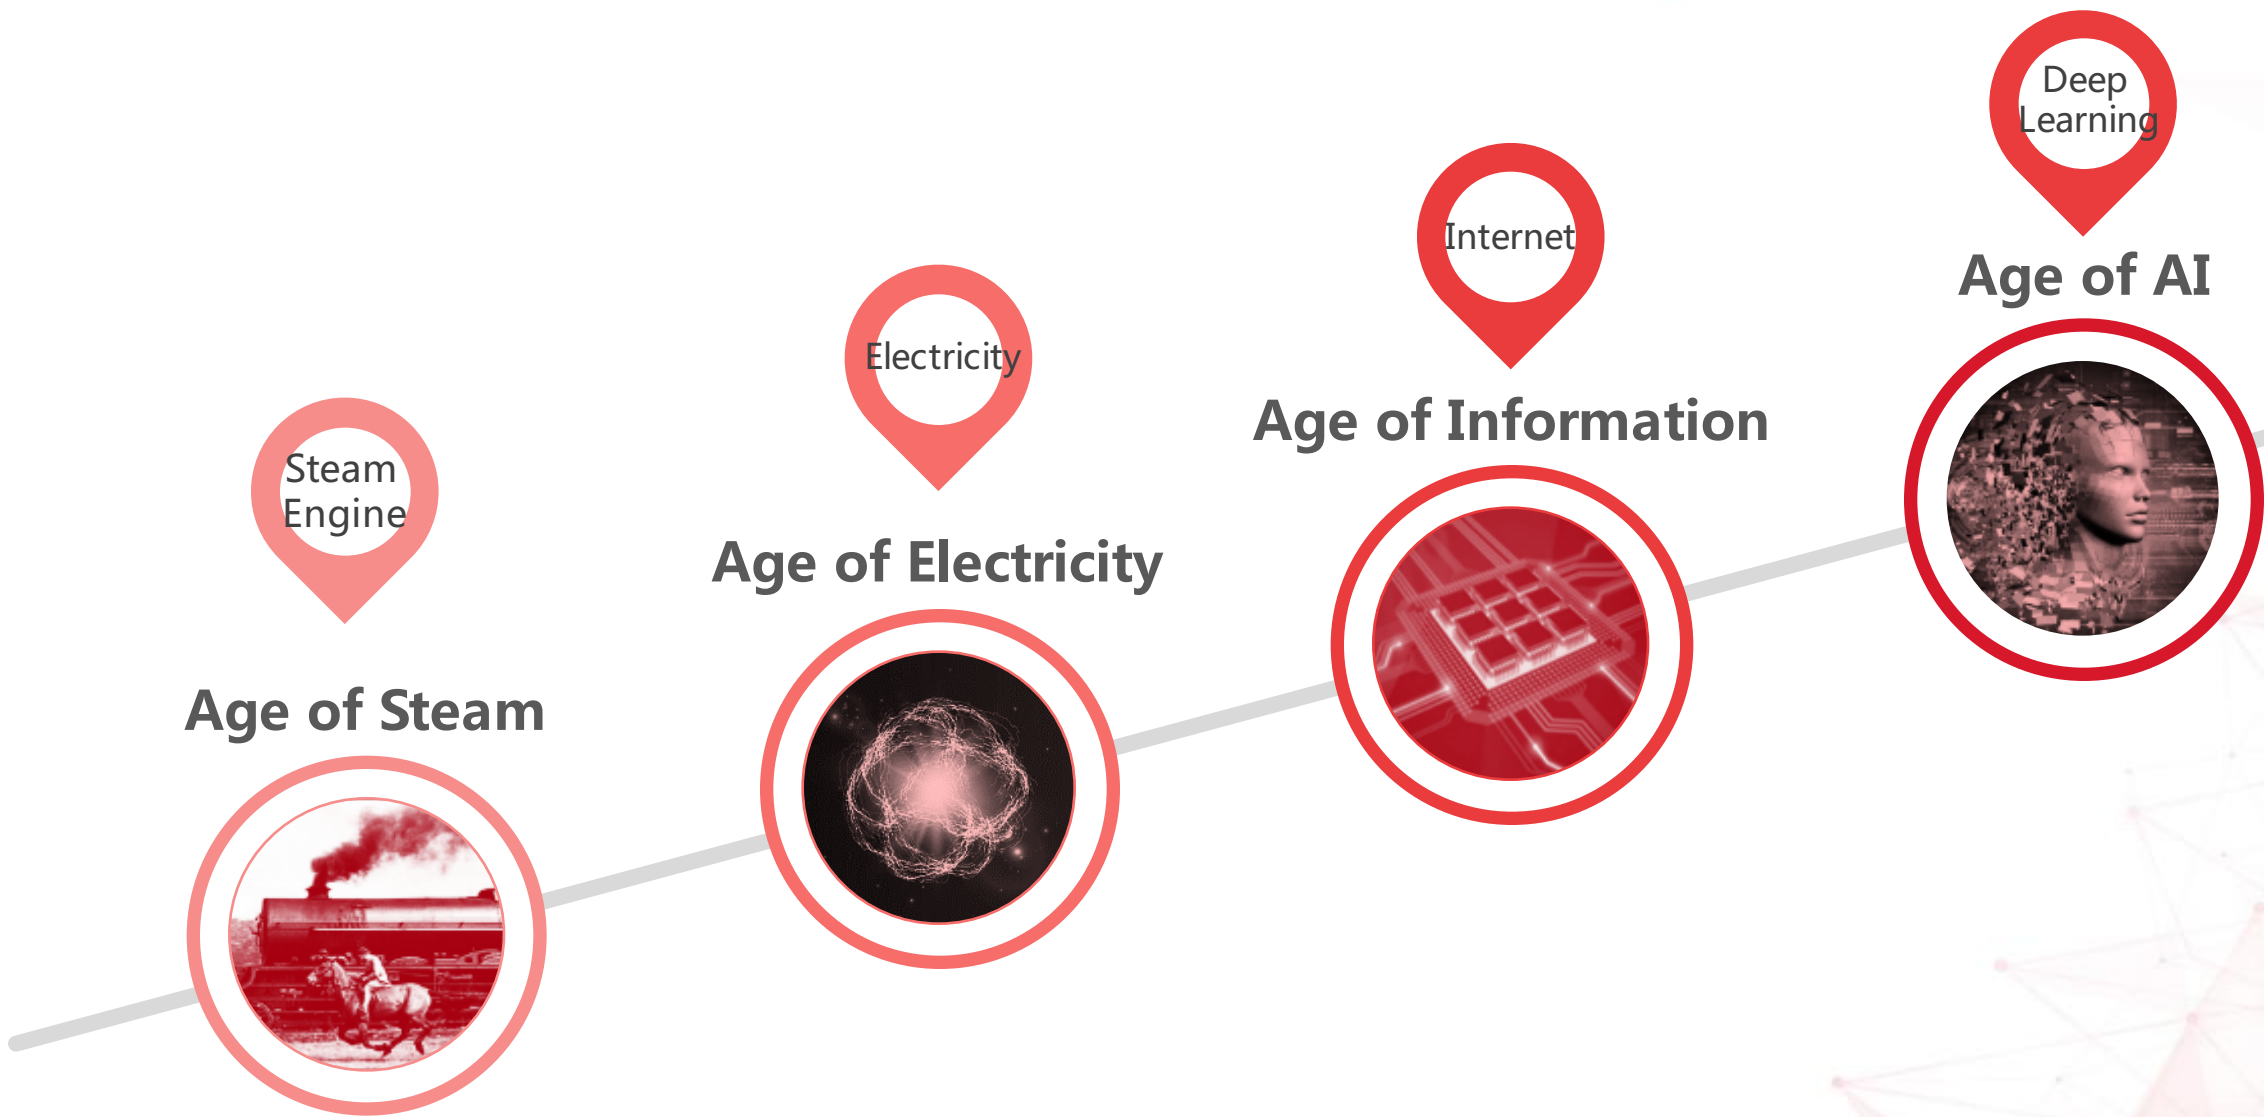 Steam
Engine
Age of Steam
Electricity
Age of Electricity
Internet
Age of Information
Deep
Learning
Age of AI